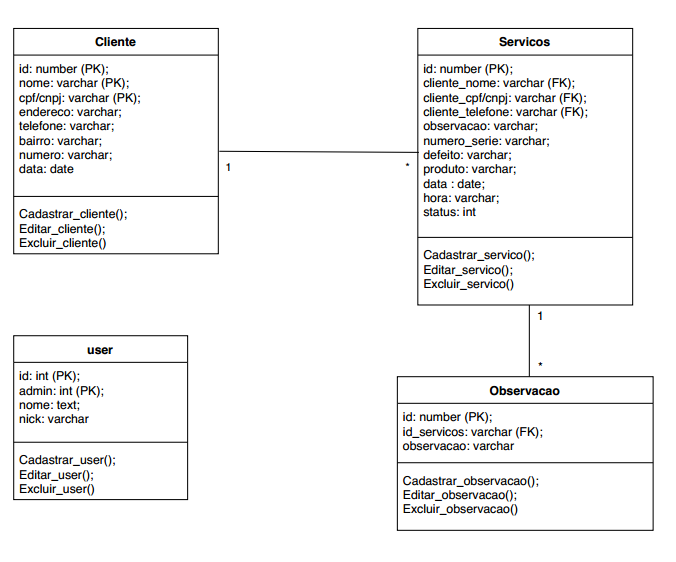 Cliente
id: number (PK);
nome: varchar (PK);
cpf/cnpj: varchar (PK);
endereco: varchar;
telefone: varchar;
bairro: varchar;
numero: varchar;
data: date
Cadastrar_cliente();
Editar_cliente();
Excluir_cliente()
1
*
Servicos
id: number (PK);
cliente_nome: varchar (FK);
cliente_cpf/cnpj: varchar (FK);
cliente_telefone: varchar (FK);
observacao: varchar;
numero_serie: varchar;
defeito: varchar;
produto: varchar;
data : date;
hora: varchar;
status: int
Cadastrar_servico();
Editar_servico();
Excluir_servico()
1
*
user
id: int (PK);
admin: int (PK);
nome: text;
nick: varchar
Cadastrar_user();
Editar_user();
Excluir_user()
Observacao
id: number (PK);
id_servicos: varchar (FK);
observacao: varchar
Cadastrar_observacao();
Editar_observacao();
Excluir_observacao()